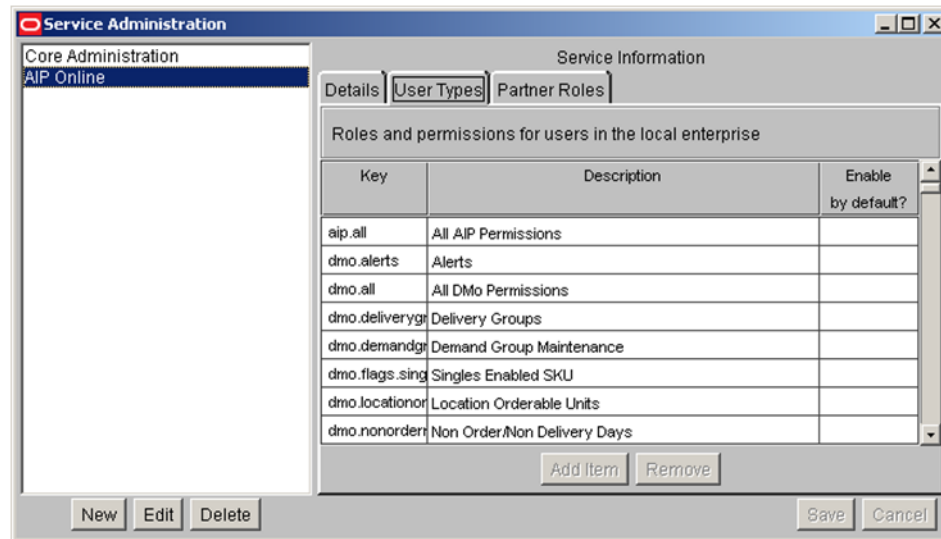 Service Administration
Core Administration
AIP Online
Service Information
Details User Types Partner Roles
Roles and permissions for users in the local enterprise
Key Description Enable by default?
aip.all All AIP Permissions
dmo.alerts Alerts
dmo.all All DMo Permissions
dmo.deliverygr Delivery Groups
dmo.demandgr Demand Group Maintenance
dmo.flags.sing Singles Enabled SKU
dmo.locationor Location Orderable Units
dmo.nonorderr Non Order/Non Delivery Days
Add Item Remove
New Edit Delete Save Cancel